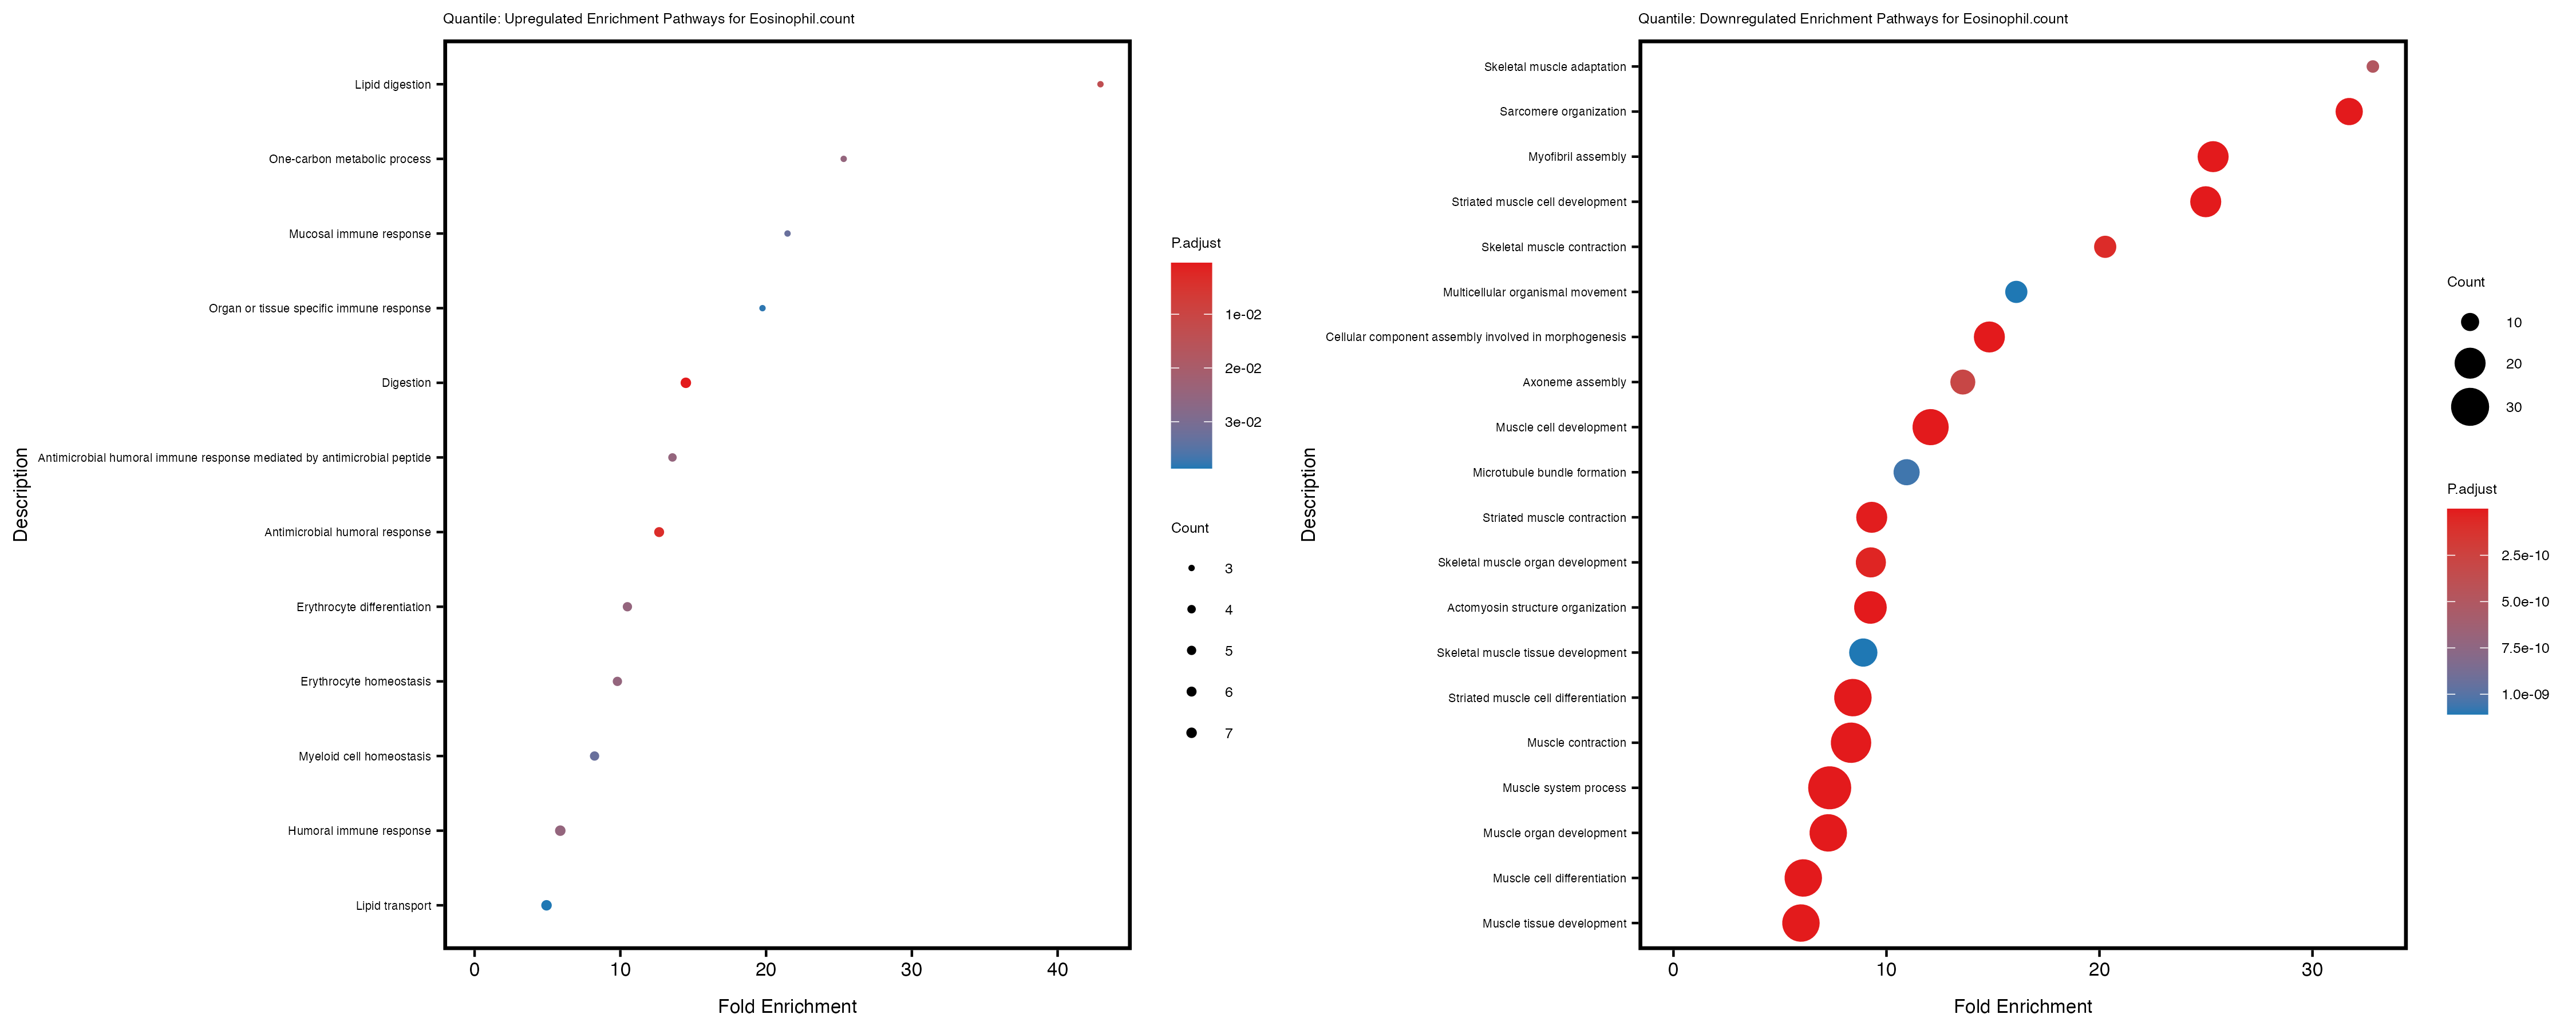 Quantile: Upregulated Enrichment Pathways for Eosinophil.count
Description
Lipid digestion
One-carbon metabolic process
Mucosal immune response
Organ or tissue specific immune response
Digestion
Antimicrobial humoral immune response mediated by antimicrobial peptide
Antimicrobial humoral response
Erythrocyte differentiation
Erythrocyte homeostasis
Myeloid cell homeostasis
Humoral immune response
Lipid transport
0 10 20 30 40
Fold Enrichment
P.adjust
1e-02
2e-02
3e-02
Count
3
4
5
6
7
Quantile: Downregulated Enrichment Pathways for Eosinophil.count
Description
Skeletal muscle adaptation
Sarcomere organization
Myofibril assembly
Striated muscle cell development
Skeletal muscle contraction
Multicellular organismal movement
Cellular component assembly involved in morphogenesis
Axoneme assembly
Muscle cell development
Microtubule bundle formation
Striated muscle contraction
Skeletal muscle organ development
Actomyosin structure organization
Skeletal muscle tissue development
Striated muscle cell differentiation
Muscle contraction
Muscle system process
Muscle organ development
Muscle cell differentiation
Muscle tissue development
0 10 20 30
Fold Enrichment
Count
10
20
30
P.adjust
2.5e-10
5.0e-10
7.5e-10
1.0e-09